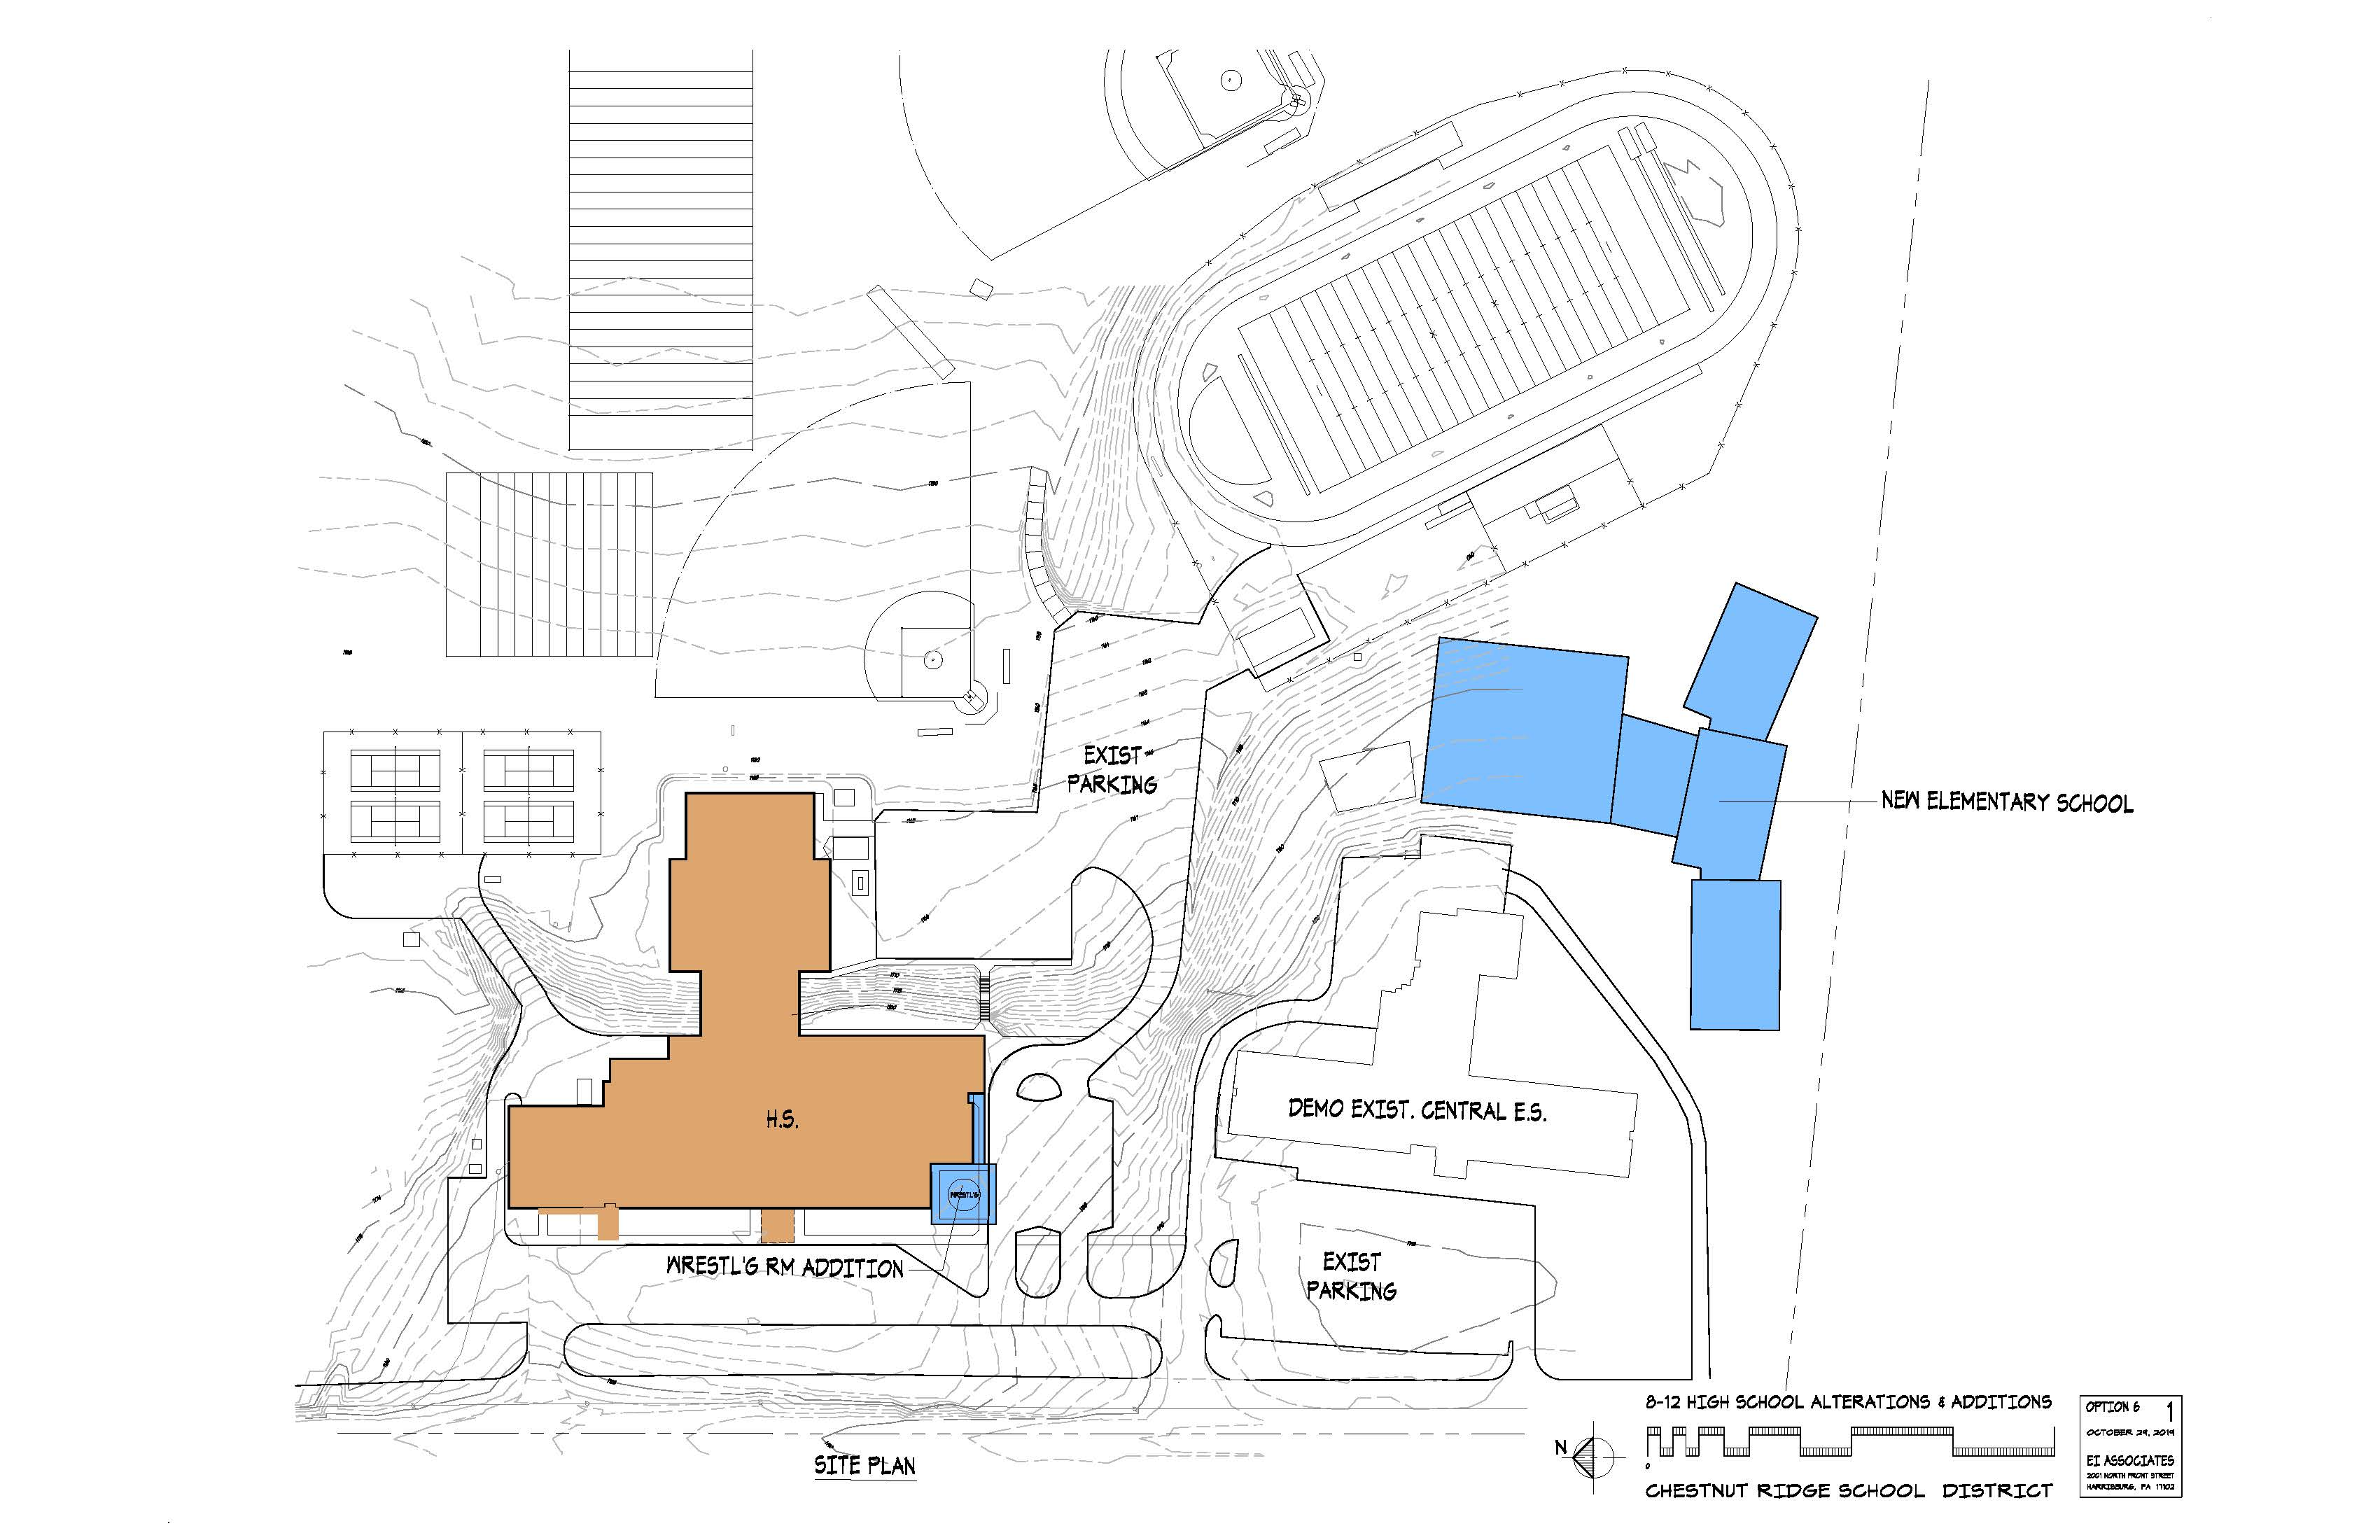 EXIST
PARKING
NEW ELEMENTARY SCHOOL
H.S.
DEMO EXIST. CENTRAL E.S.
WRESTL'G
WRESTL'G RM ADDITION
EXIST
PARKING
SITE PLAN
N
8-12 HIGH SCHOOL ALTERATIONS & ADDITIONS
0
CHESTNUT RIDGE SCHOOL DISTRICT
OPTION 6 1
OCTOBER 29, 2019
EI ASSOCIATES
2001 NORTH FRONT STREET
HARRISBURG, PA 17102